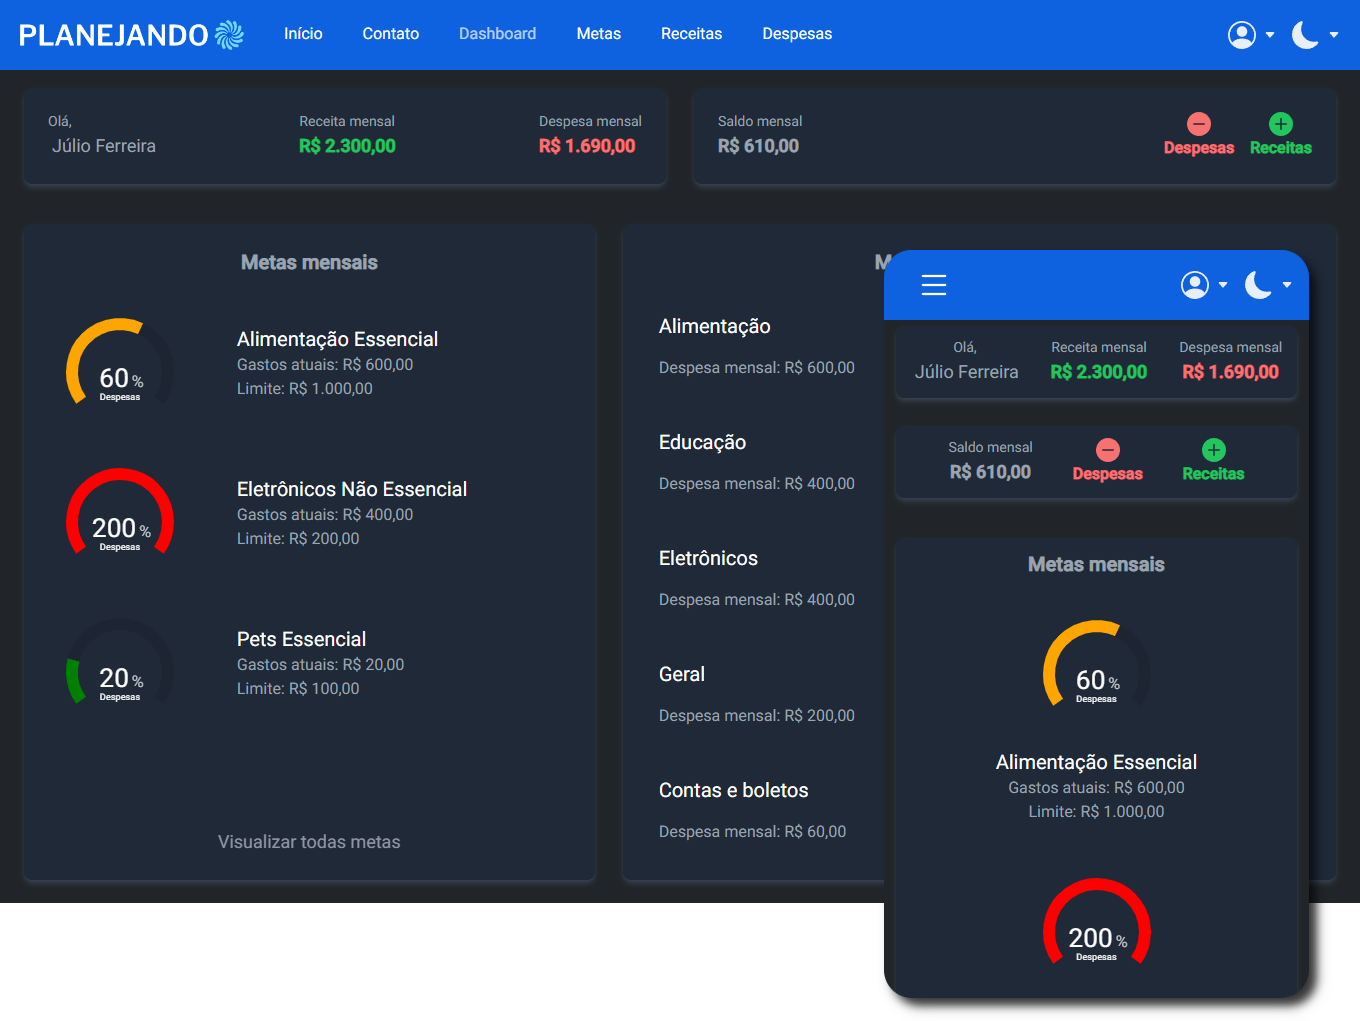 PLANEJANDO
Início
Contato
Dashboard
Metas
Receitas
Despesas
Olá,
Júlio Ferreira
Receita mensal
R$ 2.300,00
Despesa mensal
R$ 1.690,00
Saldo mensal
R$ 610,00
Despesas
Receitas
Metas mensais
60 %
Despesas
Alimentação Essencial
Gastos atuais: R$ 600,00
Limite: R$ 1.000,00
200 %
Despesas
Eletrônicos Não Essencial
Gastos atuais: R$ 400,00
Limite: R$ 200,00
20 %
Despesas
Pets Essencial
Gastos atuais: R$ 20,00
Limite: R$ 100,00
Visualizar todas metas
Alimentação
Despesa mensal: R$ 600,00
Educação
Despesa mensal: R$ 400,00
Eletrônicos
Despesa mensal: R$ 400,00
Geral
Despesa mensal: R$ 200,00
Contas e boletos
Despesa mensal: R$ 60,00
Olá,
Júlio Ferreira
Receita mensal
R$ 2.300,00
Despesa mensal
R$ 1.690,00
Saldo mensal
R$ 610,00
Despesas
Receitas
Metas mensais
60 %
Despesas
Alimentação Essencial
Gastos atuais: R$ 600,00
Limite: R$ 1.000,00
200 %
Despesas